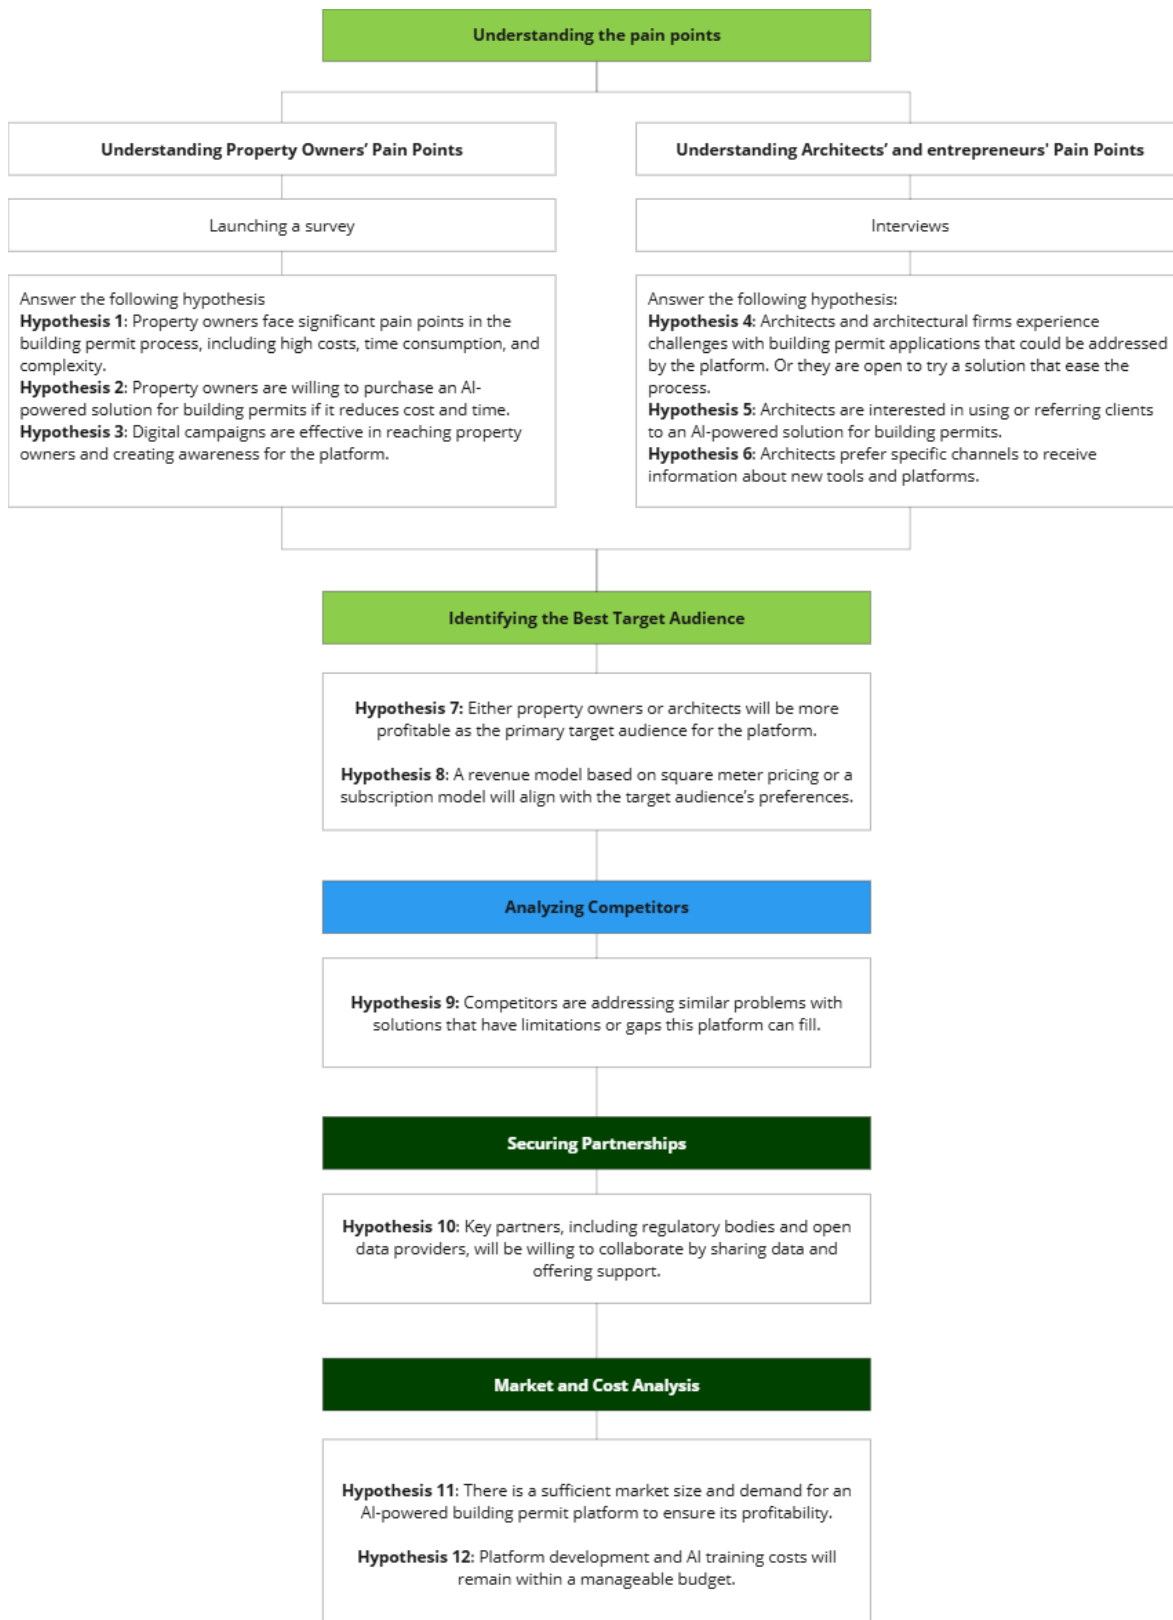 Understanding the pain points
Understanding Property Owners’ Pain Points
Launching a survey
Answer the following hypothesis
Hypothesis 1: Property owners face significant pain points in the
building permit process, including high costs, time consumption, and
complexity.
Hypothesis 2: Property owners are willing to purchase an AI-
powered solution for building permits if it reduces cost and time.
Hypothesis 3: Digital campaigns are effective in reaching property
owners and creating awareness for the platform.
Understanding Architects’ and entrepreneurs' Pain Points
Interviews
Answer the following hypothesis:
Hypothesis 4: Architects and architectural firms experience
challenges with building permit applications that could be addressed
by the platform. Or they are open to try a solution that ease the
process.
Hypothesis 5: Architects are interested in using or referring clients
to an AI-powered solution for building permits.
Hypothesis 6: Architects prefer specific channels to receive
information about new tools and platforms.
Identifying the Best Target Audience
Hypothesis 7: Either property owners or architects will be more
profitable as the primary target audience for the platform.
Hypothesis 8: A revenue model based on square meter pricing or a
subscription model will align with the target audience’s preferences.
Analyzing Competitors
Hypothesis 9: Competitors are addressing similar problems with
solutions that have limitations or gaps this platform can fill.
Securing Partnerships
Hypothesis 10: Key partners, including regulatory bodies and open
data providers, will be willing to collaborate by sharing data and
offering support.
Market and Cost Analysis
Hypothesis 11: There is a sufficient market size and demand for an
AI-powered building permit platform to ensure its profitability.
Hypothesis 12: Platform development and AI training costs will
remain within a manageable budget.